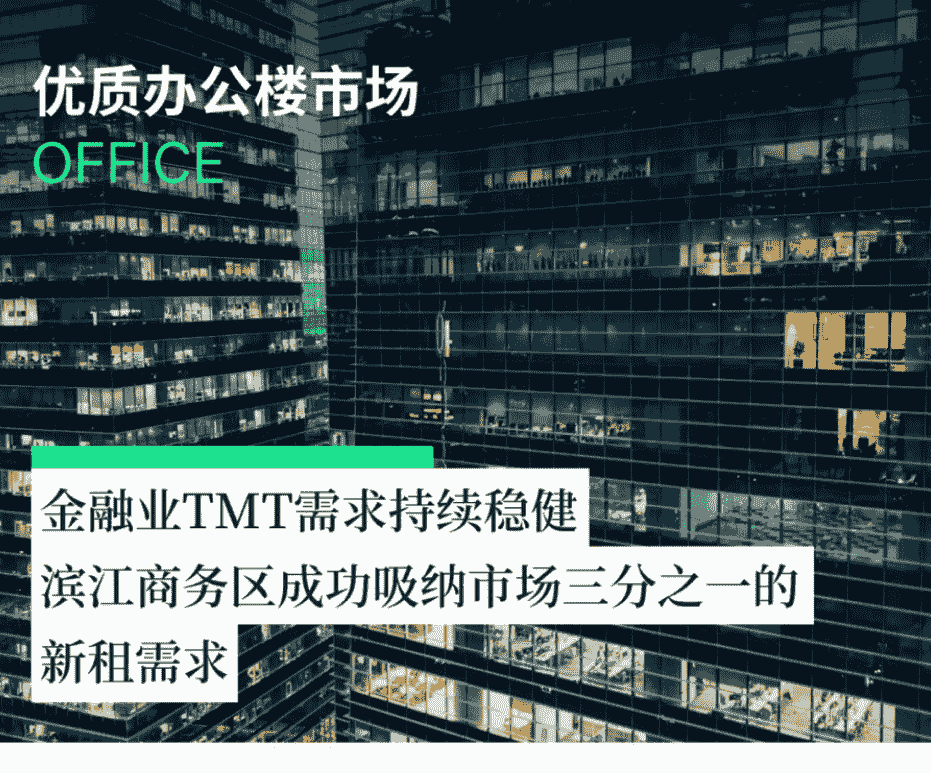 优质办公楼市场
OFFICE
金融业TMT需求持续稳健
滨江商务区成功吸纳市场三分之一的
新租需求